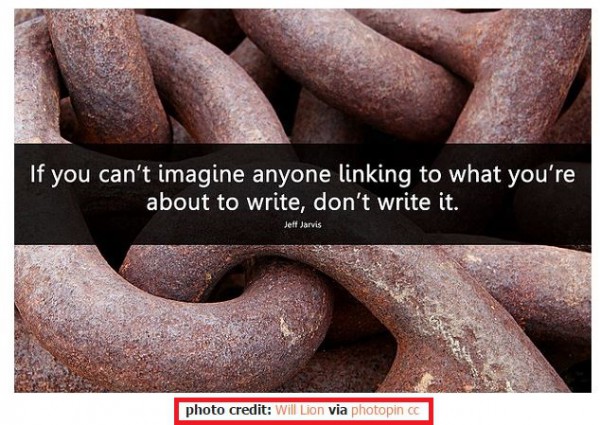 If you can't imagine anyone linking to what you're
about to write, don't write it.
Jeff Jarvis
photo credit: Will Lion via photopin cc